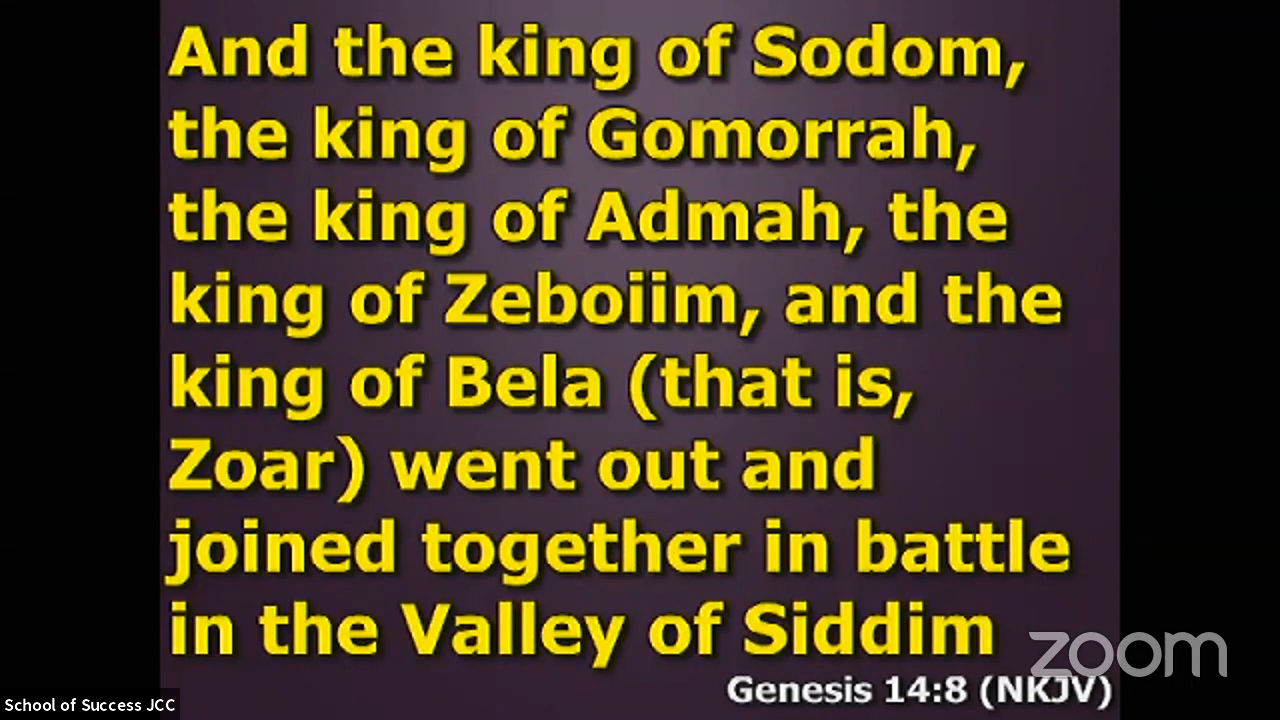 And the king of Sodom,
the king of Gomorrah,
the king of Admah, the
king of Zeboiim, and the
king of Bela (that is,
Zoar) went out and
joined together in battle
in the Valley of Siddim
zoom
Genesis 14:8 (NKJV)
School of Success JCC